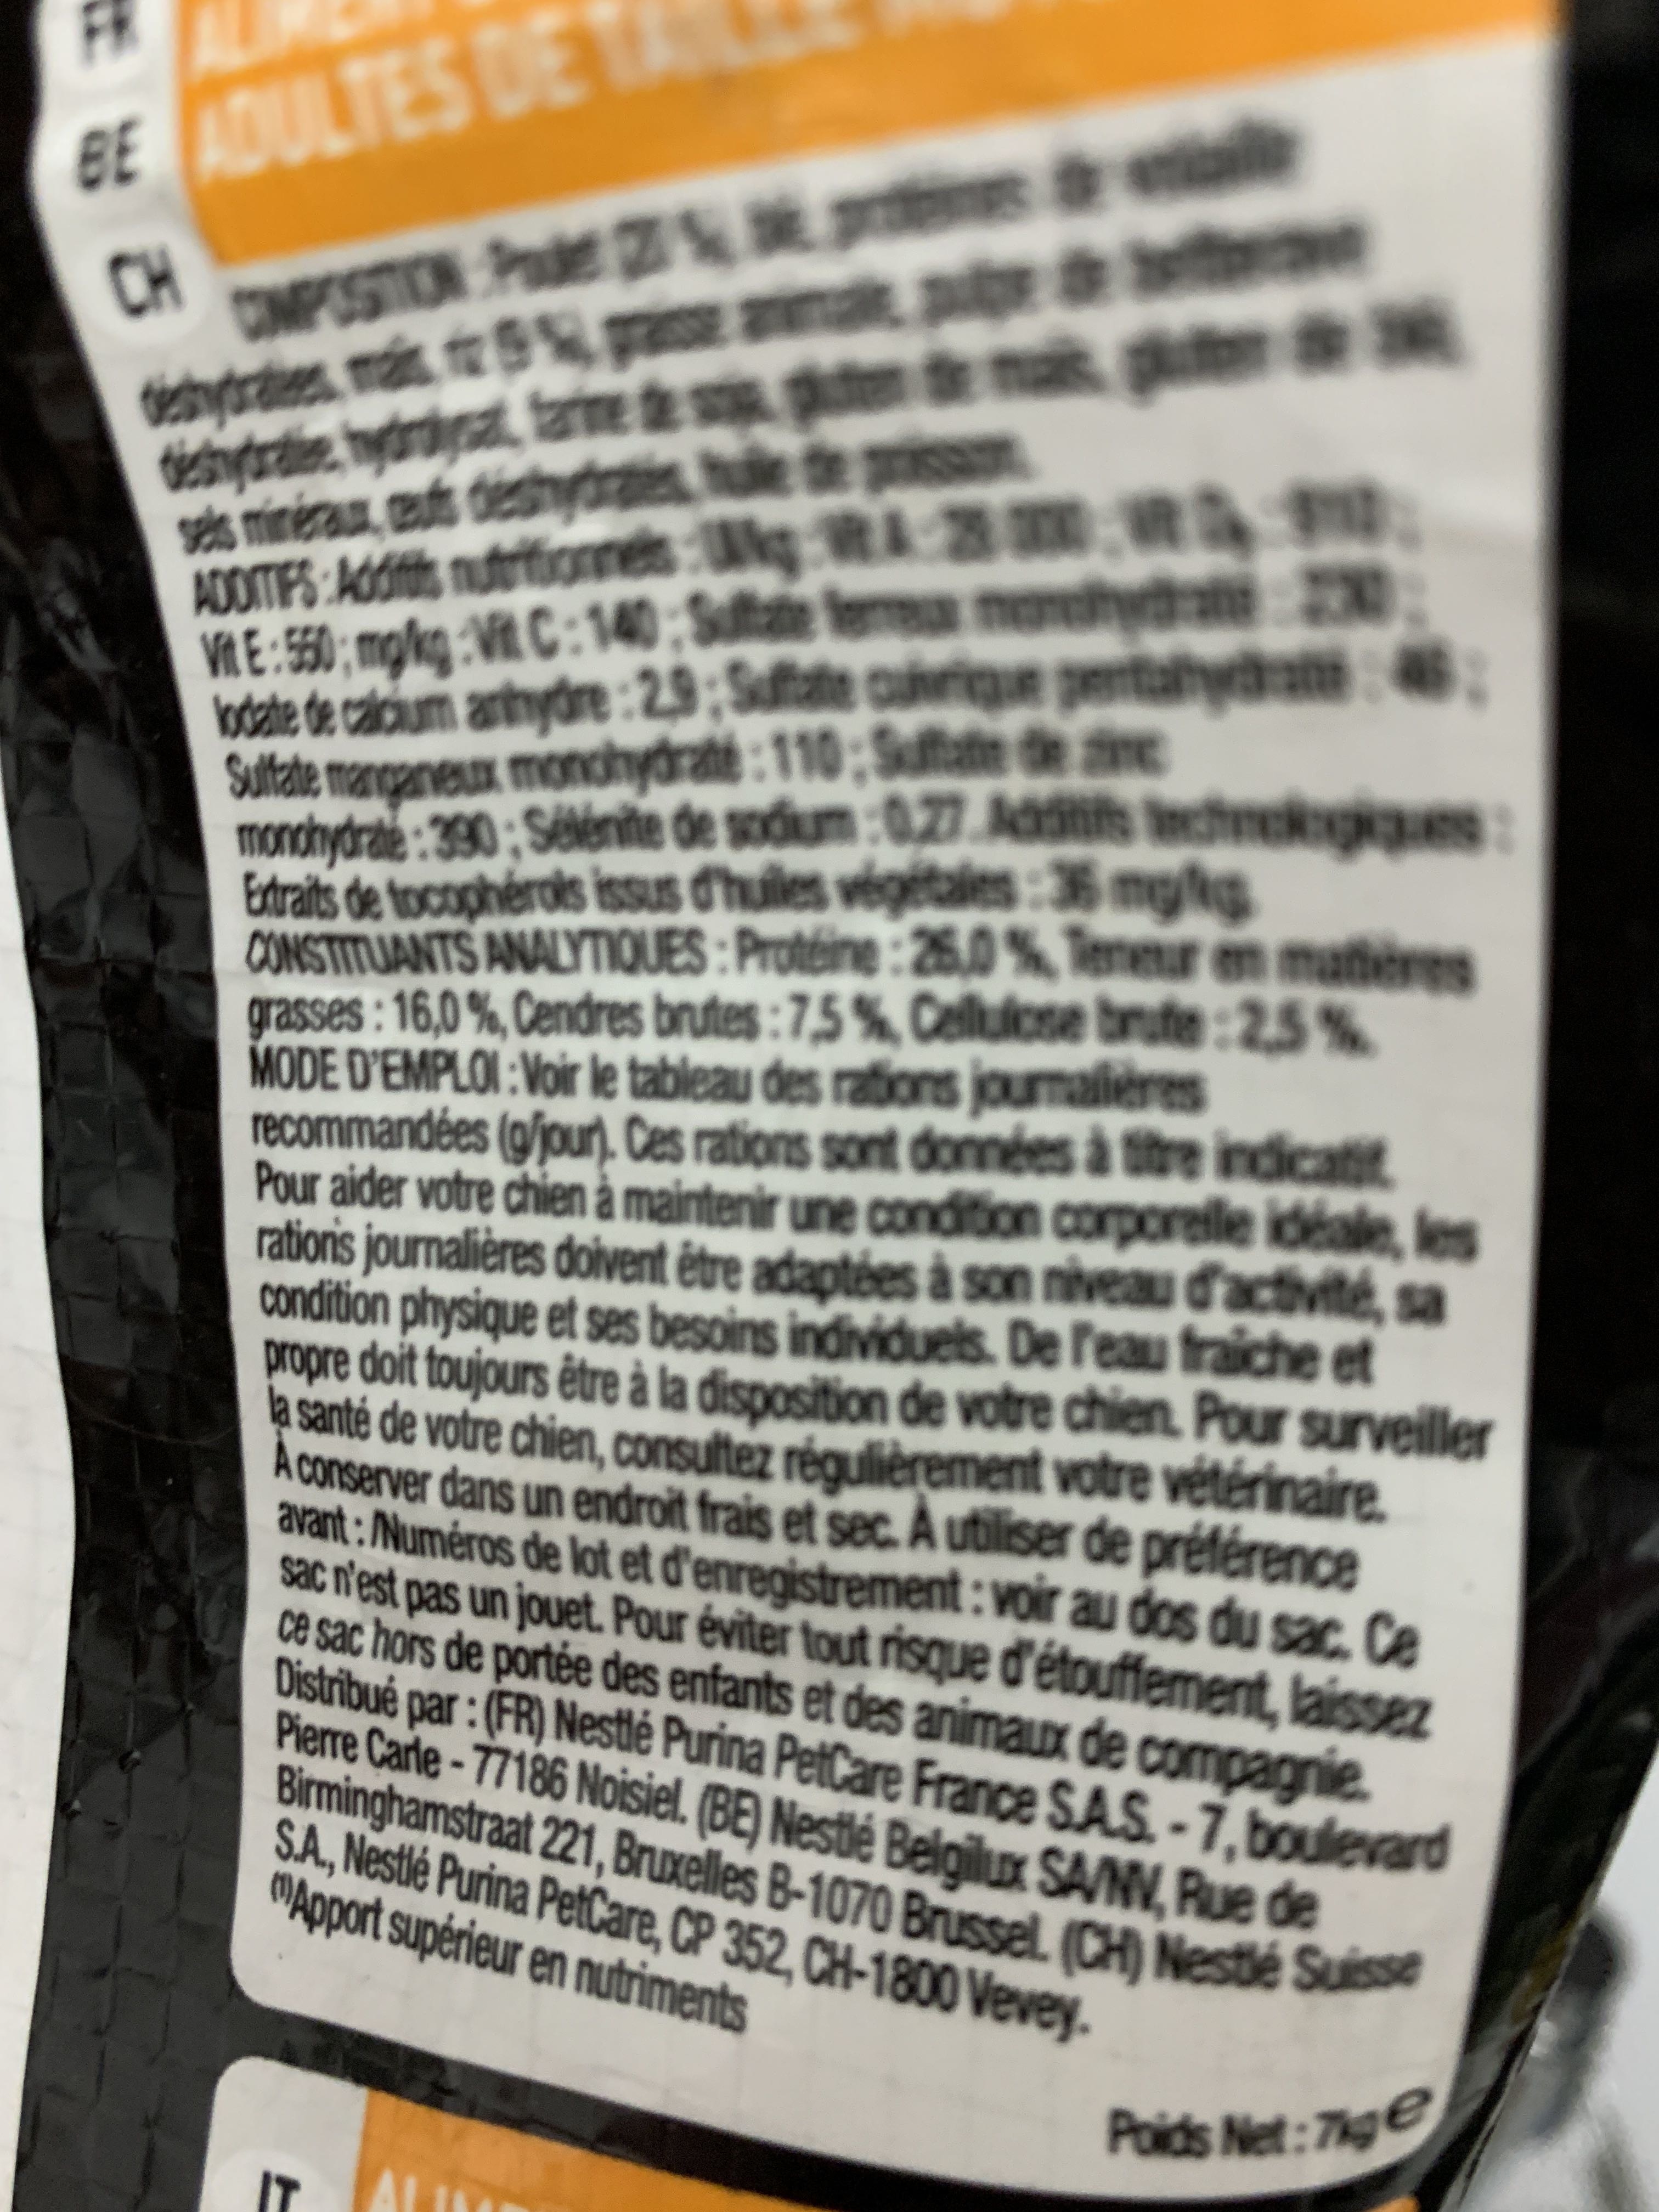 FR
BE
CH
ADULTES DE TAILLE
COMPOSITION : Poulet (20 %), blé, protéines de volaille
déshydratées, maïs, riz (9 %), graisse animale, pulpe de betterave
déshydratée, hydrolysat, farine de soja, gluten de maïs, gluten de blé,
sels minéraux, œufs déshydratés, huile de poisson.
ADDITIFS : Additifs nutritionnels : UI/kg : Vit A : 28 000 ; Vit D₃ : 910 ;
Vit E : 550 ; mg/kg : Vit C : 140 ; Sulfate ferreux monohydraté : 230 ;
Iodate de calcium anhydre : 2,9 ; Sulfate cuivrique pentahydraté : 46 ;
Sulfate manganeux monohydraté : 110 ; Sulfate de zinc
monohydraté : 390 ; Sélénite de sodium : 0,27. Additifs technologiques :
Extraits de tocophérols issus d'huiles végétales : 36 mg/kg.
CONSTITUANTS ANALYTIQUES : Protéine : 26,0 %, Teneur en matières
grasses : 16,0 %, Cendres brutes : 7,5 %, Cellulose brute : 2,5 %.
MODE D'EMPLOI : Voir le tableau des rations journalières
recommandées (g/jour). Ces rations sont données à titre indicatif.
Pour aider votre chien à maintenir une condition corporelle idéale, les
rations journalières doivent être adaptées à son niveau d'activité, sa
condition physique et ses besoins individuels. De l'eau fraîche et
propre doit toujours être à la disposition de votre chien. Pour surveiller
la santé de votre chien, consultez régulièrement votre vétérinaire.
À conserver dans un endroit frais et sec. À utiliser de préférence
avant : /Numéros de lot et d'enregistrement : voir au dos du sac. Ce
sac n'est pas un jouet. Pour éviter tout risque d'étouffement, laissez
ce sac hors de portée des enfants et des animaux de compagnie.
Distribué par : (FR) Nestlé Purina PetCare France S.A.S. - 7, boulevard
Pierre Carle - 77186 Noisiel. (BE) Nestlé Belgilux SA/NV, Rue de
Birminghamstraat 221, Bruxelles B-1070 Brussel. (CH) Nestlé Suisse
S.A., Nestlé Purina PetCare, CP 352, CH-1800 Vevey.
⁽¹⁾Apport supérieur en nutriments
Poids Net : 7kg e
IT